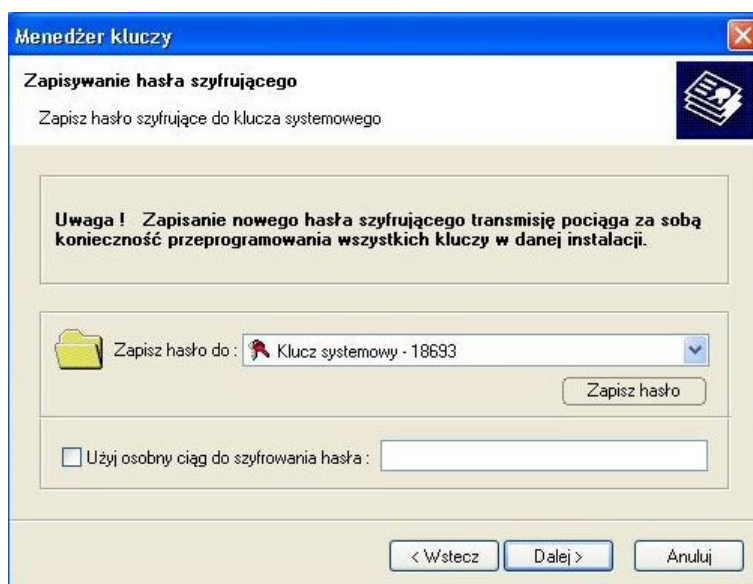 Menedżer kluczy
Zapisywanie hasła szyfrującego
Zapisz hasło szyfrujące do klucza systemowego
Uwaga ! Zapisanie nowego hasła szyfrującego transmisję pociąga za sobą
konieczność przeprogramowania wszystkich kluczy w danej instalacji.
Zapisz hasło do : Klucz systemowy - 18693
Zapisz hasło
Użyj osobny ciąg do szyfrowania hasła :
< Wstecz Dalej > Anuluj